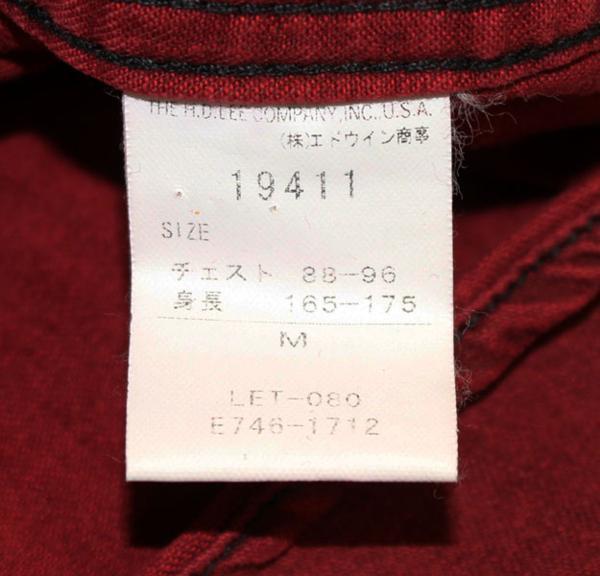 THE H.D.LEE COMPANY,INC.,U.S.A.
(株)エドウイン商事
19411
SIZE
チェスト 88-96
身長 165-175
M
LET-080
E746-1712